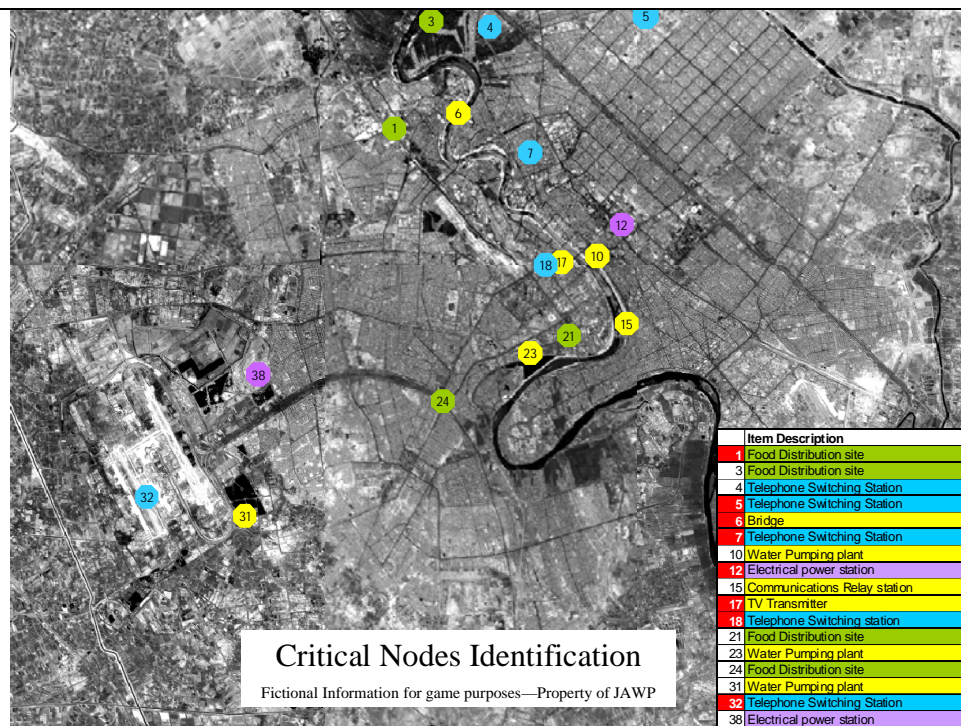 3
4
5
6
1
7
12
10
18 17
15
21
23
38
24
32
31
Item Description
1 Food Distribution site
3 Food Distribution site
4 Telephone Switching Station
5 Telephone Switching Station
6 Bridge
7 Telephone Switching Station
10 Water Pumping plant
12 Electrical power station
15 Communications Relay station
17 TV Transmitter
18 Telephone Switching station
21 Food Distribution site
23 Water Pumping plant
24 Food Distribution site
31 Water Pumping plant
32 Telephone Switching Station
38 Electrical power station
Critical Nodes Identification
Fictional Information for game purposes—Property of JAWP